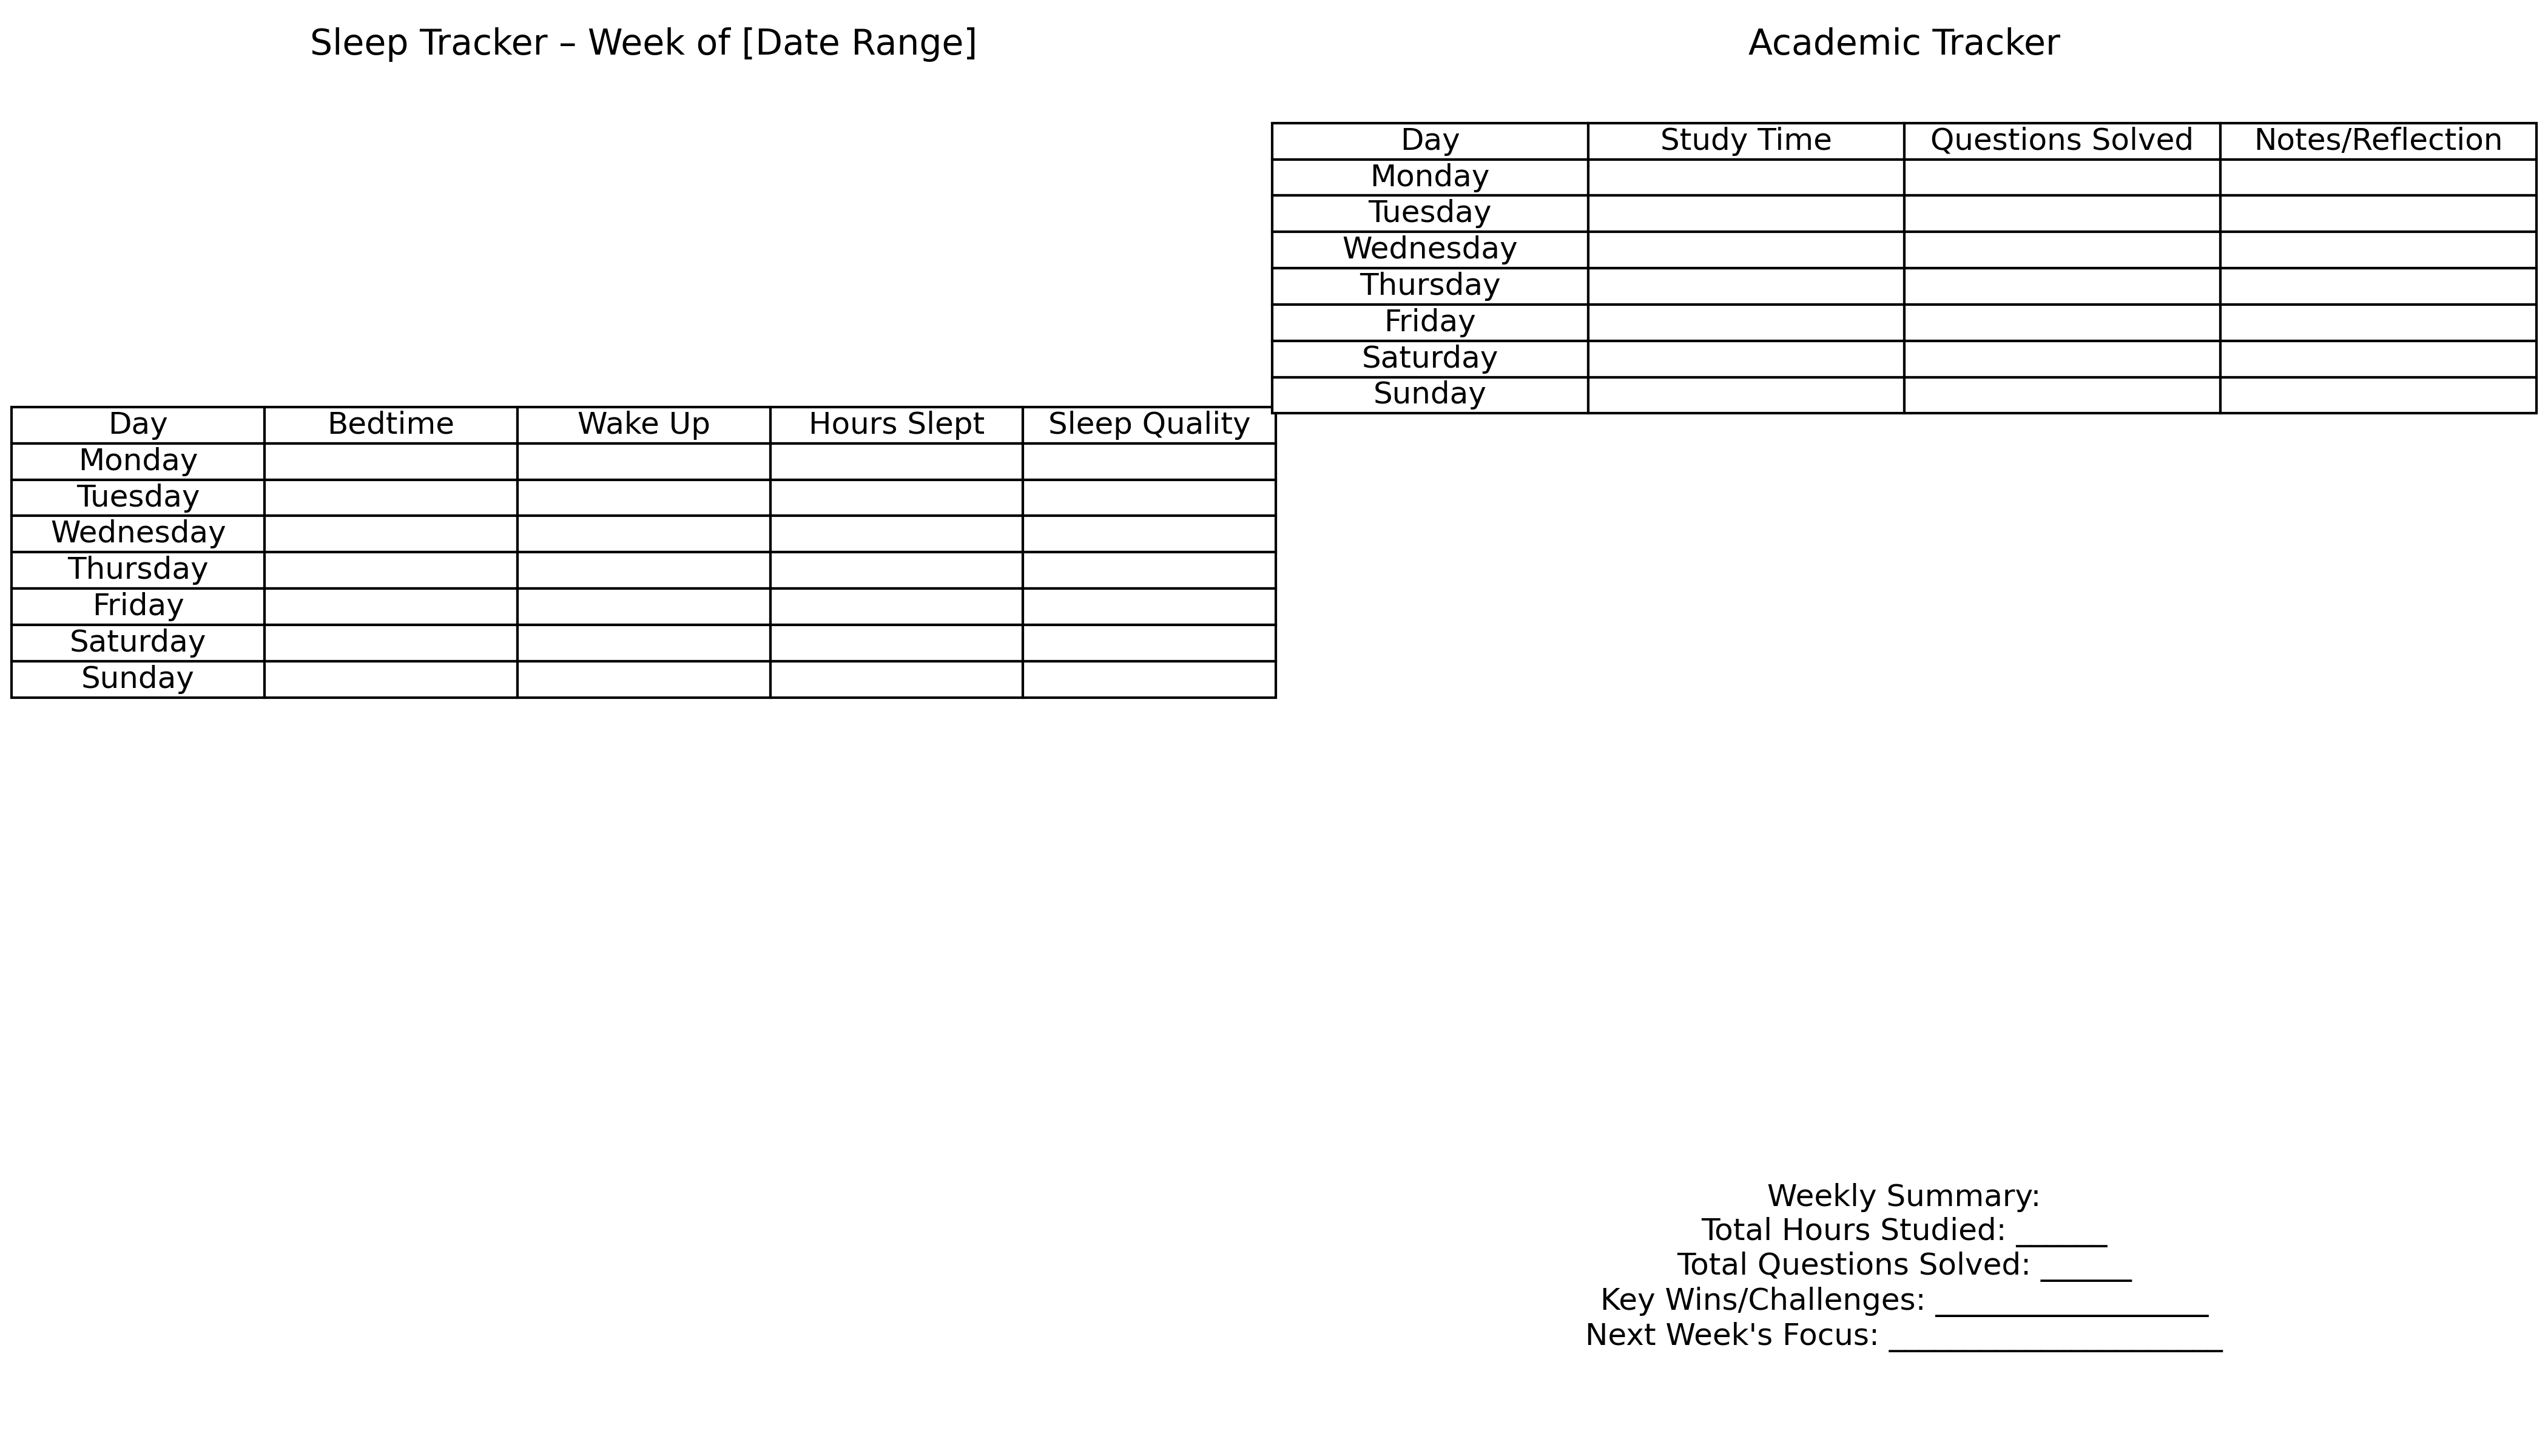 Sleep Tracker – Week of [Date Range]
Day Bedtime Wake Up Hours Slept Sleep Quality
Monday
Tuesday
Wednesday
Thursday
Friday
Saturday
Sunday
Academic Tracker
Day Study Time Questions Solved Notes/Reflection
Monday
Tuesday
Wednesday
Thursday
Friday
Saturday
Sunday
Weekly Summary:
Total Hours Studied: ______
Total Questions Solved: ______
Key Wins/Challenges: __________________
Next Week's Focus: ______________________